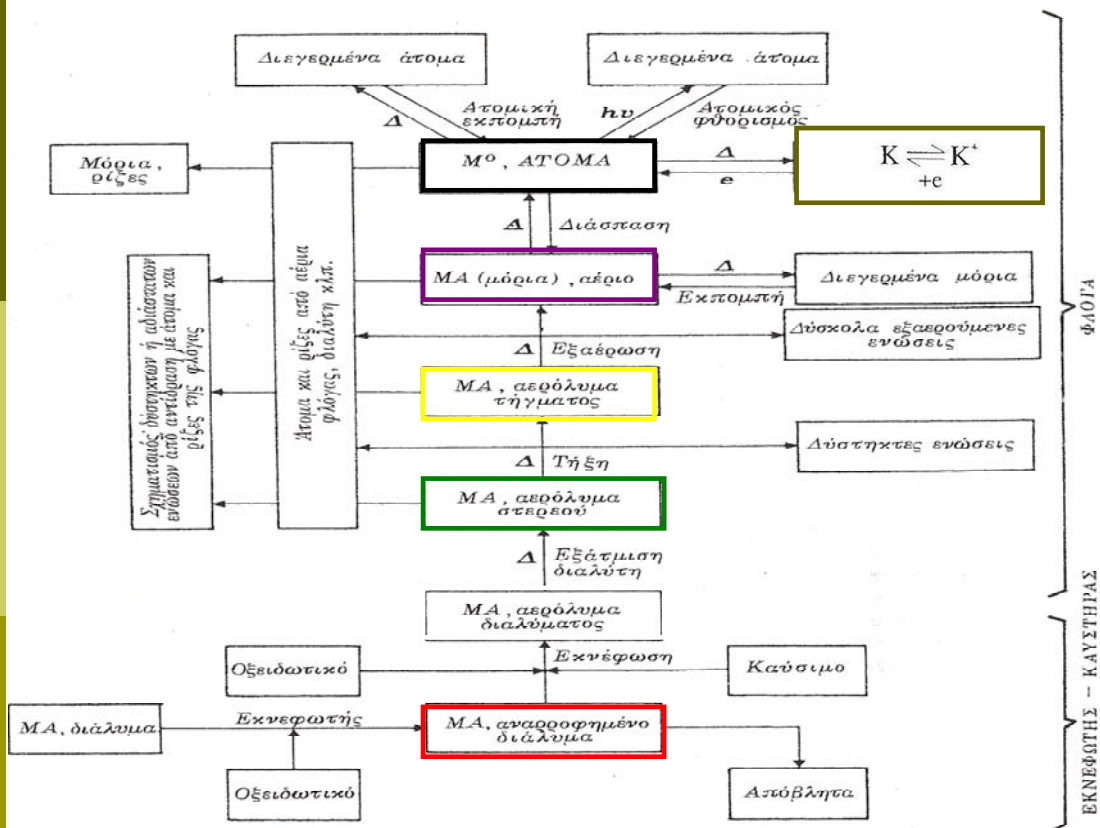 Διεγερμένα άτομα
Διεγερμένα άτομα
Δ
Ατομική
εκπομπή
hν
Ατομικός
φθορισμός
Μόρια,
ρίζες
Μ⁰, ΑΤΟΜΑ
Δ
e
K ⇌ K⁺
+e
Δ
Διάσπαση
ΜΑ (μόρια), αέριο
Δ
Εκπομπή
Διεγερμένα μόρια
Σχηματισμός δύστηκτων ή αδιάσπαστων
ενώσεων από αντίδραση με άτομα και
ρίζες της φλόγας
Άτομα και ρίζες από αέρια
φλόγας, διαλύτη κλπ.
Δ
Εξαέρωση
Δύσκολα εξαερούμενες
ενώσεις
ΜΑ, αερόλυμα
τήγματος
Δ
Τήξη
Δύστηκτες ενώσεις
ΜΑ, αερόλυμα
στερεού
Δ
Εξάτμιση
διαλύτη
ΜΑ, αερόλυμα
διαλύματος
ΦΛΟΓΑ
Οξειδωτικό
Εκνέφωση
Καύσιμο
ΜΑ, διάλυμα
Εκνεφωτής
ΜΑ, αναρροφημένο
διάλυμα
Οξειδωτικό
Απόβλητα
ΕΚΝΕΦΩΤΗΣ – ΚΑΥΣΤΗΡΑΣ